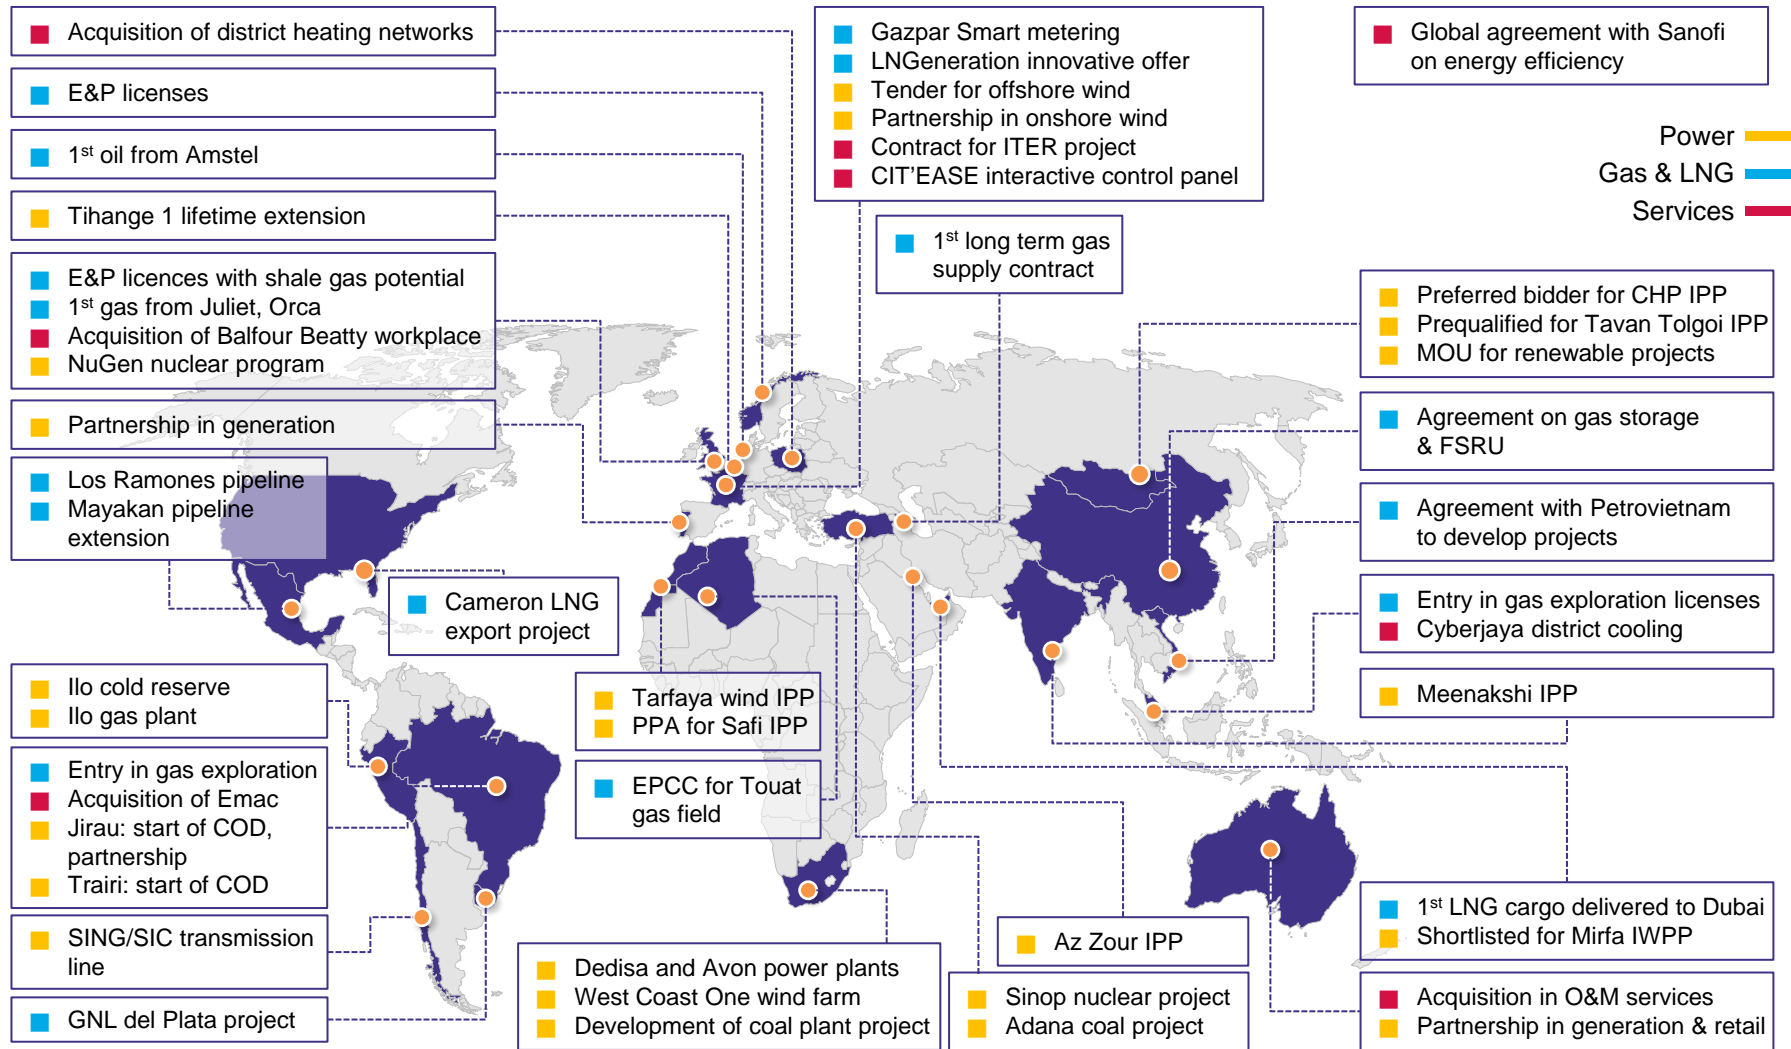 Acquisition of district heating networks
E&P licenses
1st oil from Amstel
Tihange 1 lifetime extension
E&P licences with shale gas potential
1st gas from Juliet, Orca
Acquisition of Balfour Beatty workplace
NuGen nuclear program
Partnership in generation
Los Ramones pipeline
Mayakan pipeline
extension
Gazpar Smart metering
LNGeneration innovative offer
Tender for offshore wind
Partnership in onshore wind
Contract for ITER project
CIT'EASE interactive control panel
Global agreement with Sanofi
on energy efficiency
Power
Gas & LNG
Services
1st long term gas
supply contract
Preferred bidder for CHP IPP
Prequalified for Tavan Tolgoi IPP
MOU for renewable projects
Agreement on gas storage
& FSRU
Agreement with Petrovietnam
to develop projects
Entry in gas exploration licenses
Cyberjaya district cooling
Meenakshi IPP
Cameron LNG
export project
Ilo cold reserve
Ilo gas plant
Entry in gas exploration
Acquisition of Emac
Jirau: start of COD,
partnership
Trairi: start of COD
SING/SIC transmission
line
GNL del Plata project
Tarfaya wind IPP
PPA for Safi IPP
EPCC for Touat
gas field
Dedisa and Avon power plants
West Coast One wind farm
Development of coal plant project
Az Zour IPP
Sinop nuclear project
Adana coal project
1st LNG cargo delivered to Dubai
Shortlisted for Mirfa IWPP
Acquisition in O&M services
Partnership in generation & retail